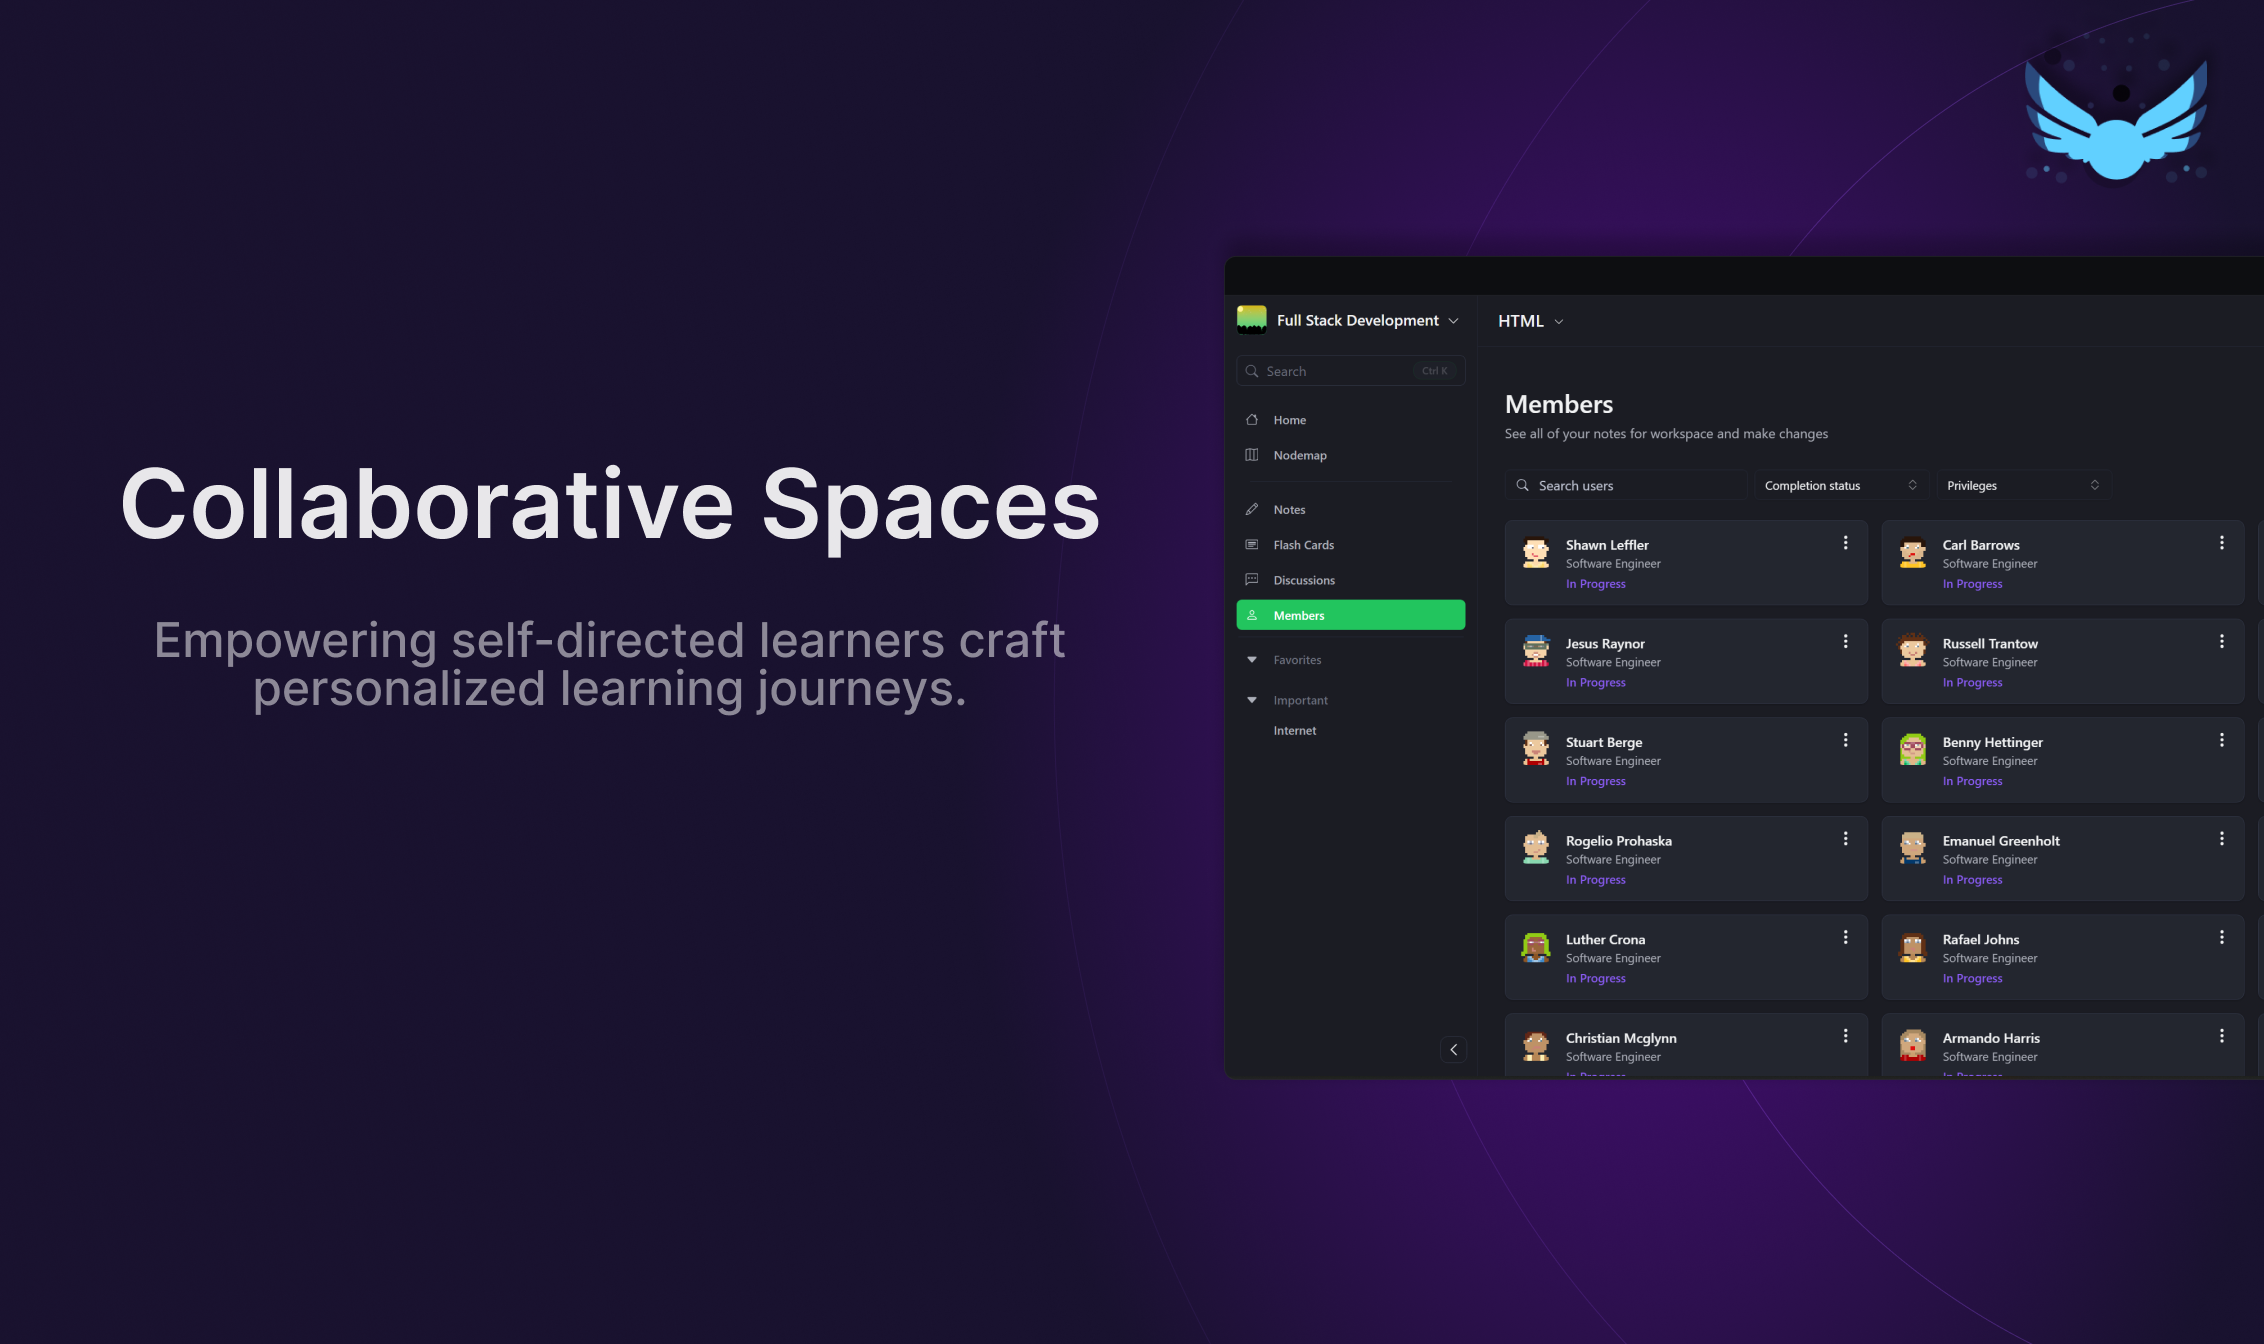 Collaborative Spaces
Empowering self-directed learners craft
personalized learning journeys.
Full Stack Development
Search
Ctrl K
Home
Nodemap
Notes
Flash Cards
Discussions
Members
Favorites
Important
Internet
HTML
Members
See all of your notes for workspace and make changes
Search users
Completion status
Privileges
Shawn Leffler
Software Engineer
In Progress
Carl Barrows
Software Engineer
In Progress
Jesus Raynor
Software Engineer
In Progress
Russell Trantow
Software Engineer
In Progress
Stuart Berge
Software Engineer
In Progress
Benny Hettinger
Software Engineer
In Progress
Rogelio Prohaska
Software Engineer
In Progress
Emanuel Greenholt
Software Engineer
In Progress
Luther Crona
Software Engineer
In Progress
Rafael Johns
Software Engineer
In Progress
Christian Mcglynn
Software Engineer
Armando Harris
Software Engineer